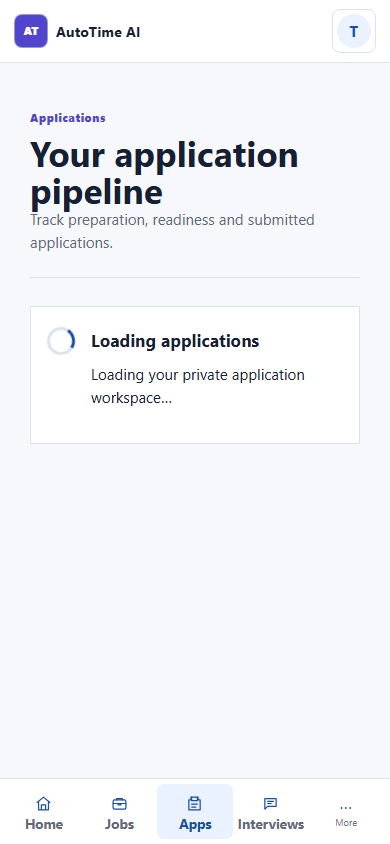 AT
AutoTime AI
T
Applications
Your application
pipeline
Track preparation, readiness and submitted
applications.
Loading applications
Loading your private application
workspace...
Home
Jobs
Apps
Interviews
...
More